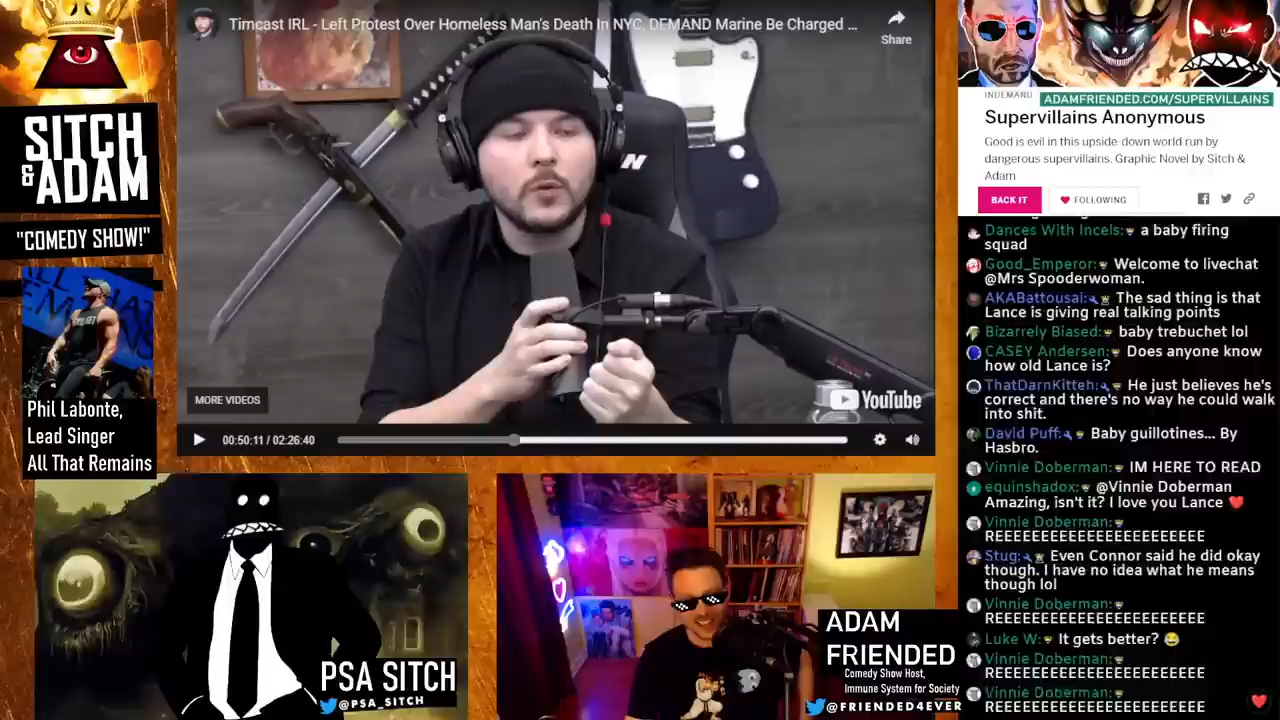 SITCH
& ADAM
"COMEDY SHOW!"
Phil Labonte,
Lead Singer
All That Remains
Timcast IRL - Left Protest Over Homeless Man's Death In NYC, DEMAND Marine Be Charged ...
Share
MORE VIDEOS
YouTube
00:50:11 / 02:26:40
PSA SITCH
@PSA_SITCH
ADAM
FRIENDED
Comedy Show Host,
Immune System for Society
@FRIENDED4EVER
INDEMAND
ADAMFRIENDED.COM/SUPERVILLAINS
Supervillains Anonymous
Good is evil in this upside-down world run by
dangerous supervillains. Graphic Novel by Sitch &
Adam
BACK IT
FOLLOWING
Dances With Incels: a baby firing
squad
Good_Emperor: Welcome to livechat
@Mrs Spooderwoman.
AKABattousai: The sad thing is that
Lance is giving real talking points
Bizarrely Biased: baby trebuchet lol
CASEY Andersen: Does anyone know
how old Lance is?
ThatDarnKitteh: He just believes he's
correct and there's no way he could walk
into shit.
David Puff: Baby guillotines... By
Hasbro.
Vinnie Doberman: IM HERE TO READ
equinshadox: @Vinnie Doberman
Amazing, isn't it? I love you Lance ❤️
Vinnie Doberman:
REEEEEEEEEEEEEEEEEEEEEE
Stug: Even Connor said he did okay
though. I have no idea what he means
though lol
Vinnie Doberman:
REEEEEEEEEEEEEEEEEEEEEE
Luke W: It gets better? 😂
Vinnie Doberman:
REEEEEEEEEEEEEEEEEEEEEE
Vinnie Doberman:
REEEEEEEEEEEEEEEEEEEEEE